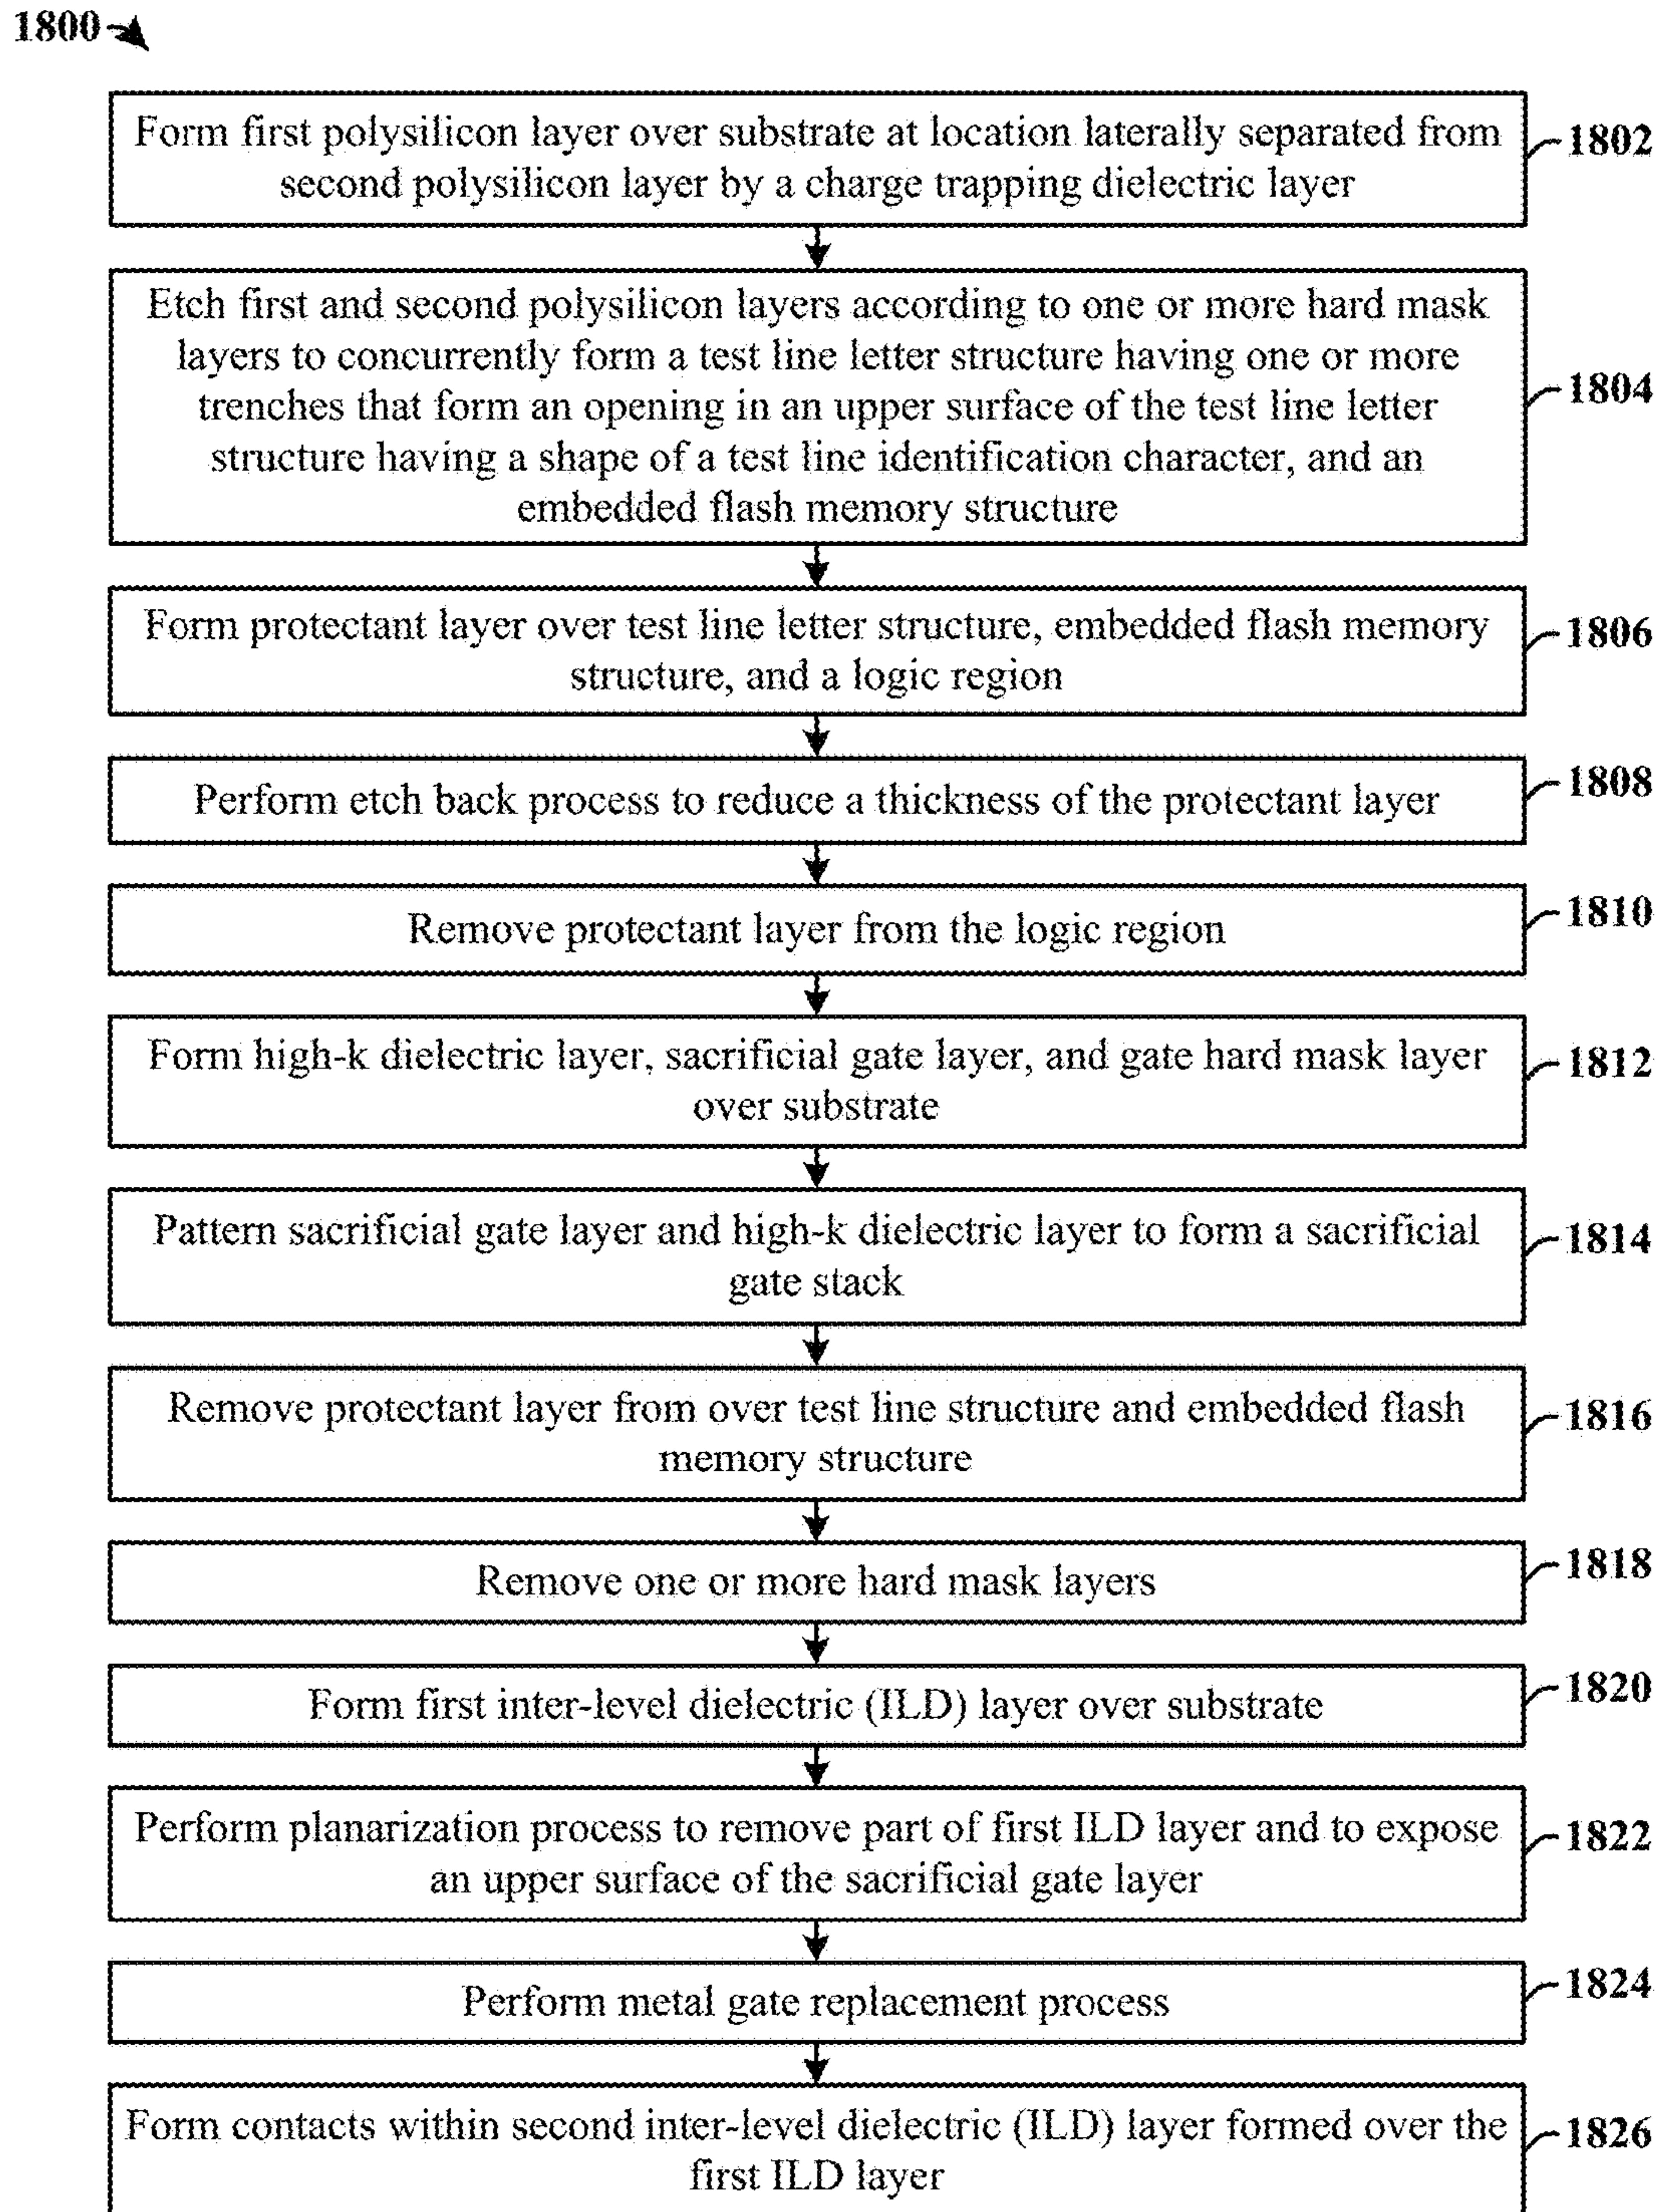 1800
Form first polysilicon layer over substrate at location laterally separated from
second polysilicon layer by a charge trapping dielectric layer
1802
Etch first and second polysilicon layers according to one or more hard mask
layers to concurrently form a test line letter structure having one or more
trenches that form an opening in an upper surface of the test line letter
structure having a shape of a test line identification character, and an
embedded flash memory structure
1804
Form protectant layer over test line letter structure, embedded flash memory
structure, and a logic region
1806
Perform etch back process to reduce a thickness of the protectant layer
1808
Remove protectant layer from the logic region
1810
Form high-k dielectric layer, sacrificial gate layer, and gate hard mask layer
over substrate
1812
Pattern sacrificial gate layer and high-k dielectric layer to form a sacrificial
gate stack
1814
Remove protectant layer from over test line structure and embedded flash
memory structure
1816
Remove one or more hard mask layers
1818
Form first inter-level dielectric (ILD) layer over substrate
1820
Perform planarization process to remove part of first ILD layer and to expose
an upper surface of the sacrificial gate layer
1822
Perform metal gate replacement process
1824
Form contacts within second inter-level dielectric (ILD) layer formed over the
first ILD layer
1826